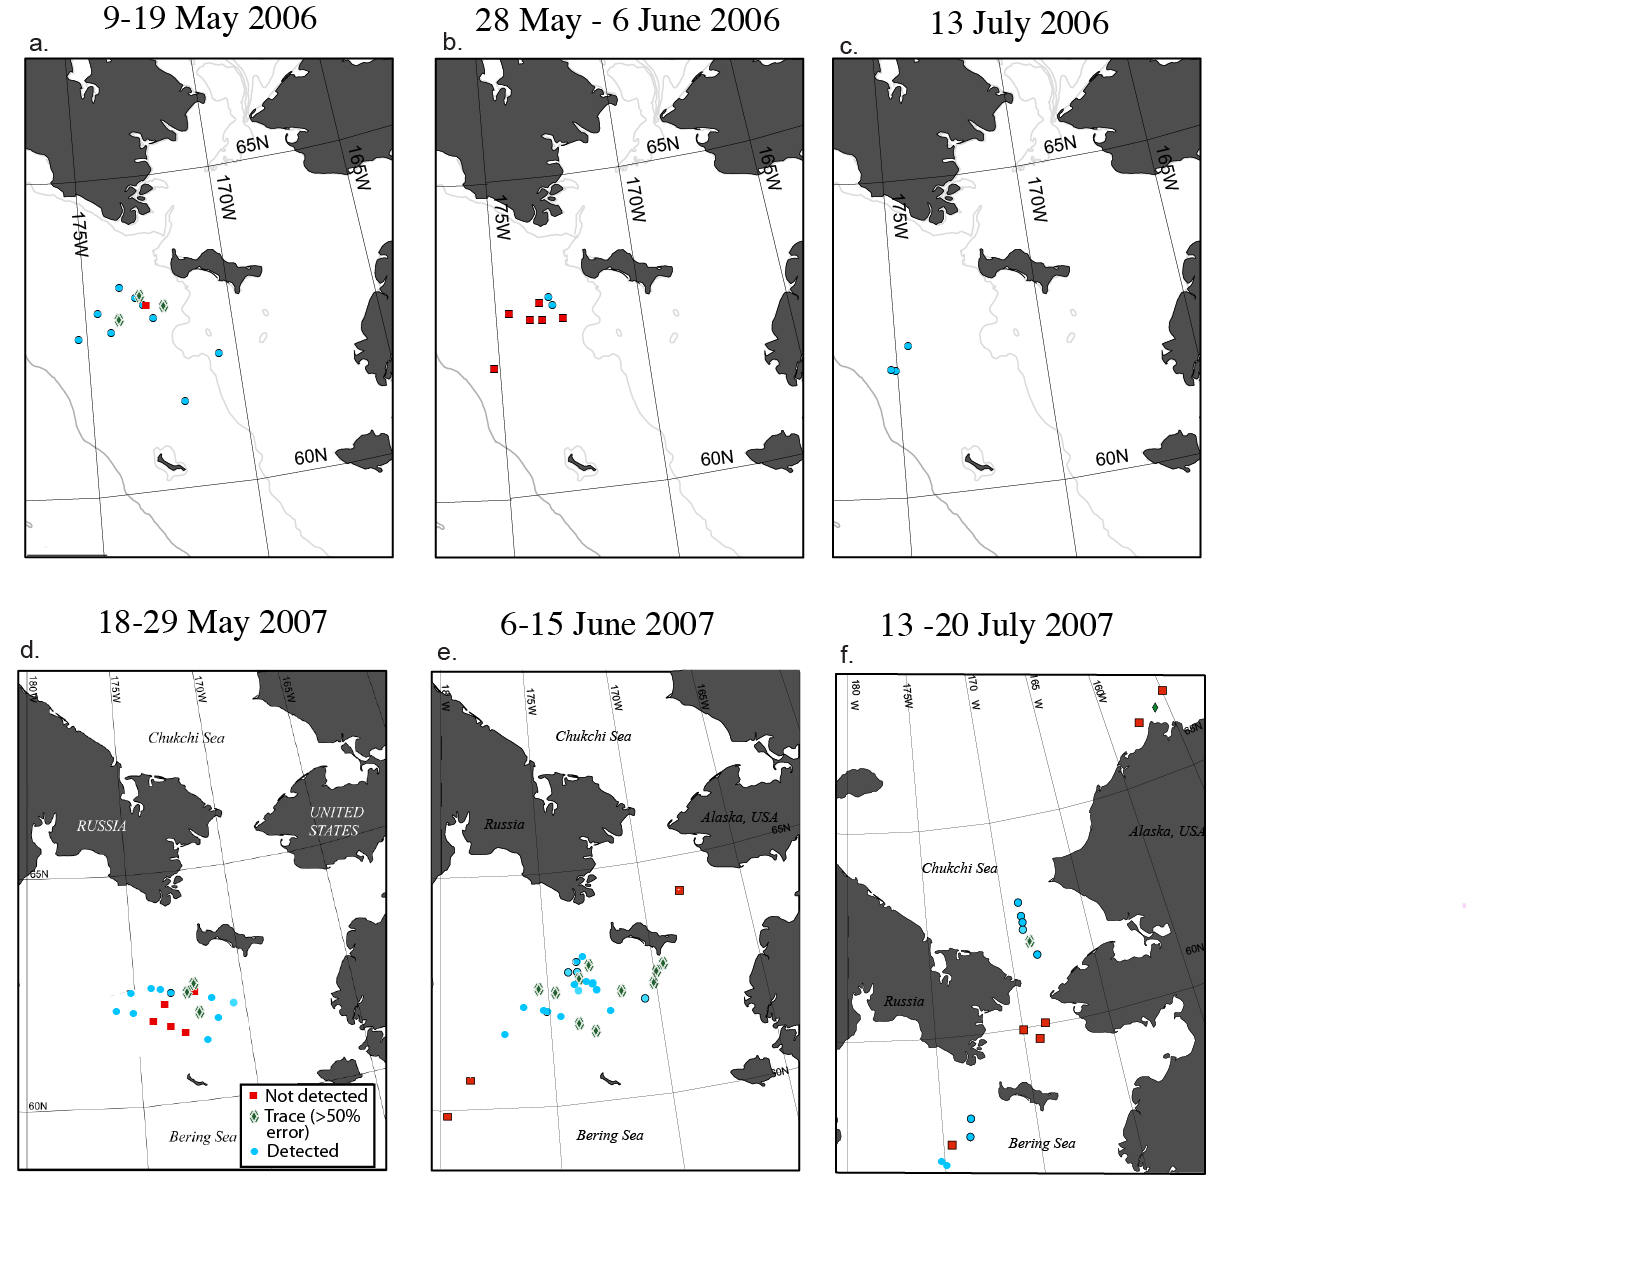 9-19 May 2006
28 May - 6 June 2006
13 July 2006
a.
b.
c.
65N
165W
170W
175W
60N
65N
165W
170W
175W
60N
65N
165W
170W
175W
60N
18-29 May 2007
6-15 June 2007
13 -20 July 2007
d.
e.
f.
180W
175W
170W
165W
Chukchi Sea
RUSSIA
UNITED
STATES
65N
60N
Bering Sea
Not detected
Trace (>50%
error)
Detected
175W
170W
165W
Chukchi Sea
Russia
Alaska, USA
65N
60N
Bering Sea
180 W
175W
170 W
165 W
160W
65N
Alaska, USA
Chukchi Sea
60N
Russia
Bering Sea